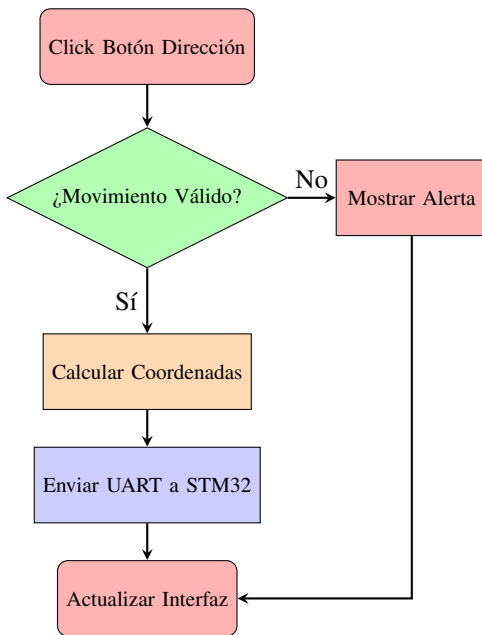 Click Botón Dirección
¿Movimiento Válido?
No
Mostrar Alerta
Sí
Calcular Coordenadas
Enviar UART a STM32
Actualizar Interfaz